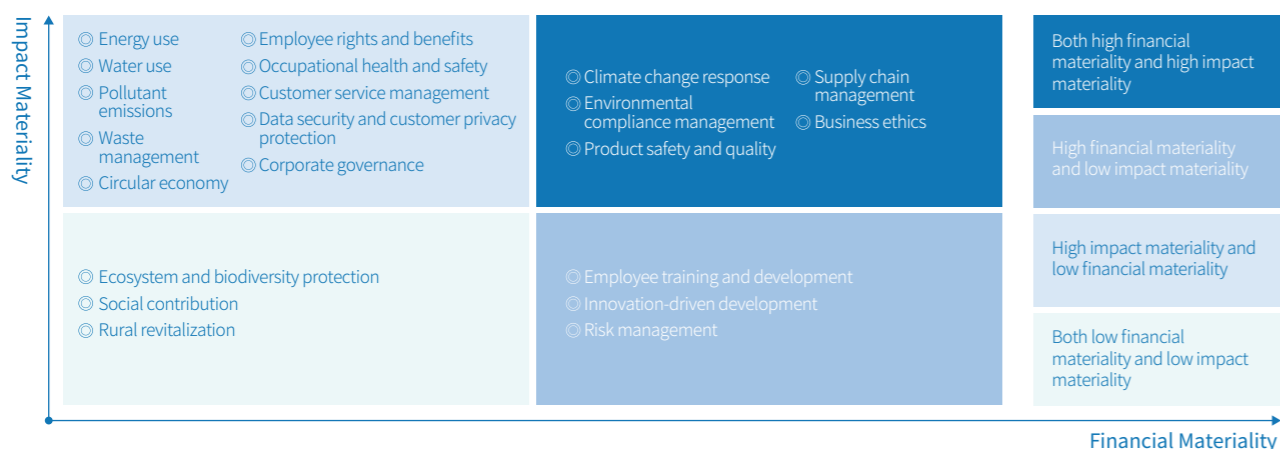 Impact Materiality
◎ Energy use
◎ Water use
◎ Pollutant
emissions
◎ Waste
management
◎ Circular economy
◎ Employee rights and benefits
◎ Occupational health and safety
◎ Customer service management
◎ Data security and customer privacy
protection
◎ Corporate governance
◎ Climate change response
◎ Environmental
compliance management
◎ Product safety and quality
◎ Supply chain
management
◎ Business ethics
◎ Ecosystem and biodiversity protection
◎ Social contribution
◎ Rural revitalization
◎ Employee training and development
◎ Innovation-driven development
◎ Risk management
Both high financial
materiality and high impact
materiality
High financial materiality
and low impact materiality
High impact materiality and
low financial materiality
Both low financial
materiality and low impact
materiality
Financial Materiality